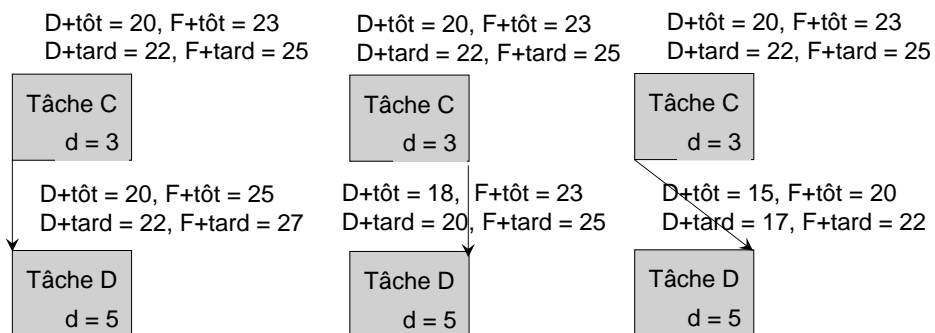 D+tôt = 20, F+tôt = 23
D+tard = 22, F+tard = 25
Tâche C
d = 3
D+tôt = 20, F+tôt = 25
D+tard = 22, F+tard = 27
Tâche D
d = 5
D+tôt = 20, F+tôt = 23
D+tard = 22, F+tard = 25
Tâche C
d = 3
D+tôt = 18, F+tôt = 23
D+tard = 20, F+tard = 25
Tâche D
d = 5
D+tôt = 20, F+tôt = 23
D+tard = 22, F+tard = 25
Tâche C
d = 3
D+tôt = 15, F+tôt = 20
D+tard = 17, F+tard = 22
Tâche D
d = 5